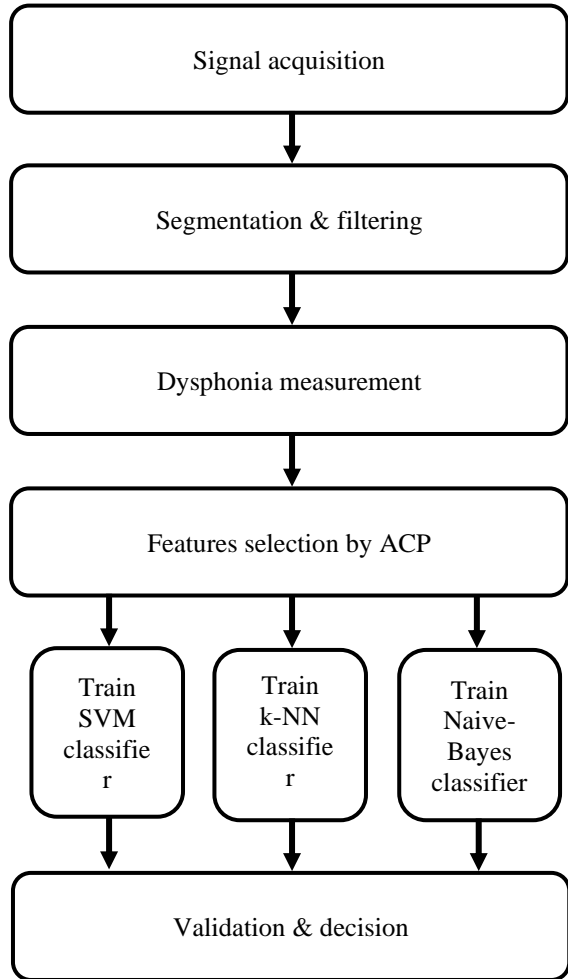 Signal acquisition
Segmentation & filtering
Dysphonia measurement
Features selection by ACP
Train
SVM
classifie
r
Train
k-NN
classifie
r
Train
Naive-
Bayes
classifier
Validation & decision